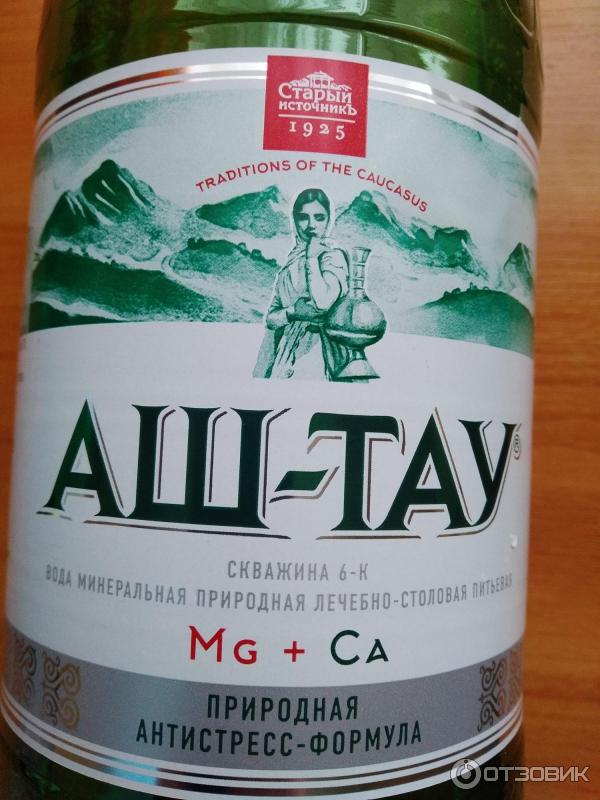 Старый
источникъ
1925
TRADITIONS OF THE CAUCASUS
АШ-ТАУ®
СКВАЖИНА 6-К
ВОДА МИНЕРАЛЬНАЯ ПРИРОДНАЯ ЛЕЧЕБНО-СТОЛОВАЯ ПИТЬЕВАЯ
Mg + Ca
ПРИРОДНАЯ
АНТИСТРЕСС-ФОРМУЛА
ОТЗОВИК